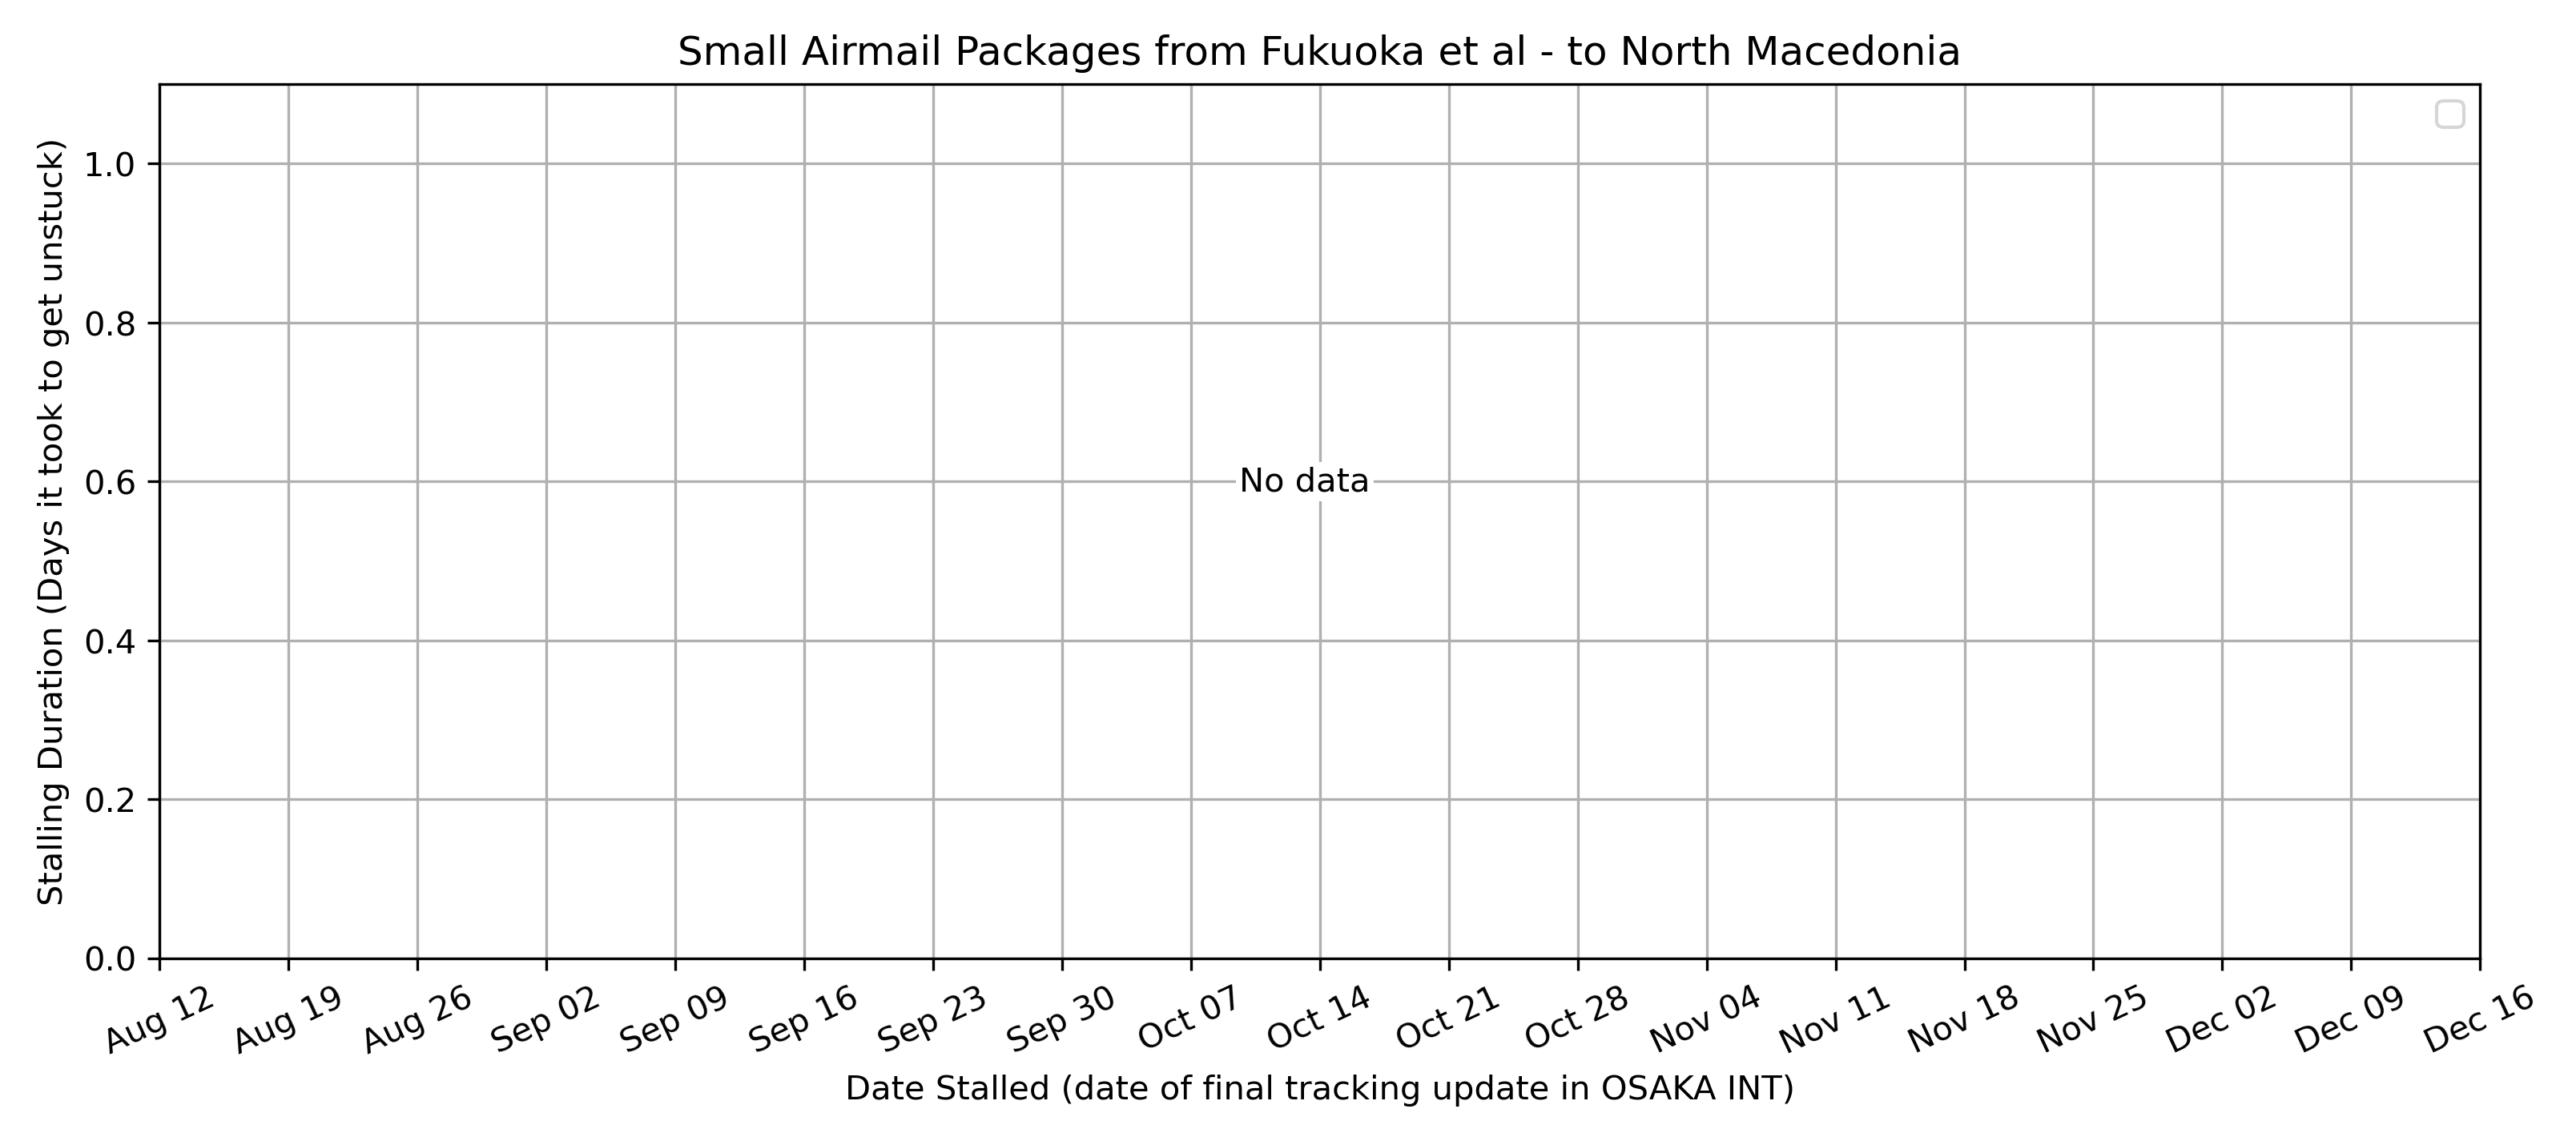 Small Airmail Packages from Fukuoka et al - to North Macedonia
Stalling Duration (Days it took to get unstuck)
1.0
0.8
0.6
0.4
0.2
0.0
No data
Aug 12
Aug 19
Aug 26
Sep 02
Sep 09
Sep 16
Sep 23
Sep 30
Oct 07
Oct 14
Oct 21
Oct 28
Nov 04
Nov 11
Nov 18
Nov 25
Dec 02
Dec 09
Dec 16
Date Stalled (date of final tracking update in OSAKA INT)